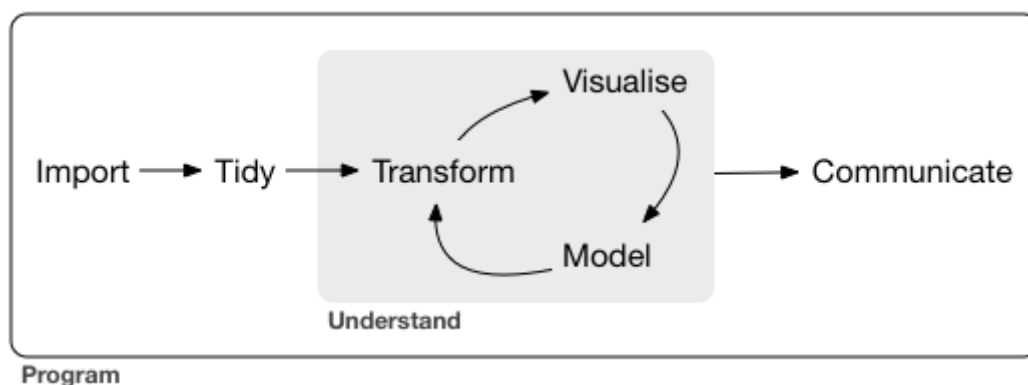 Visualise
Import Tidy Transform Communicate
Model
Understand
Program